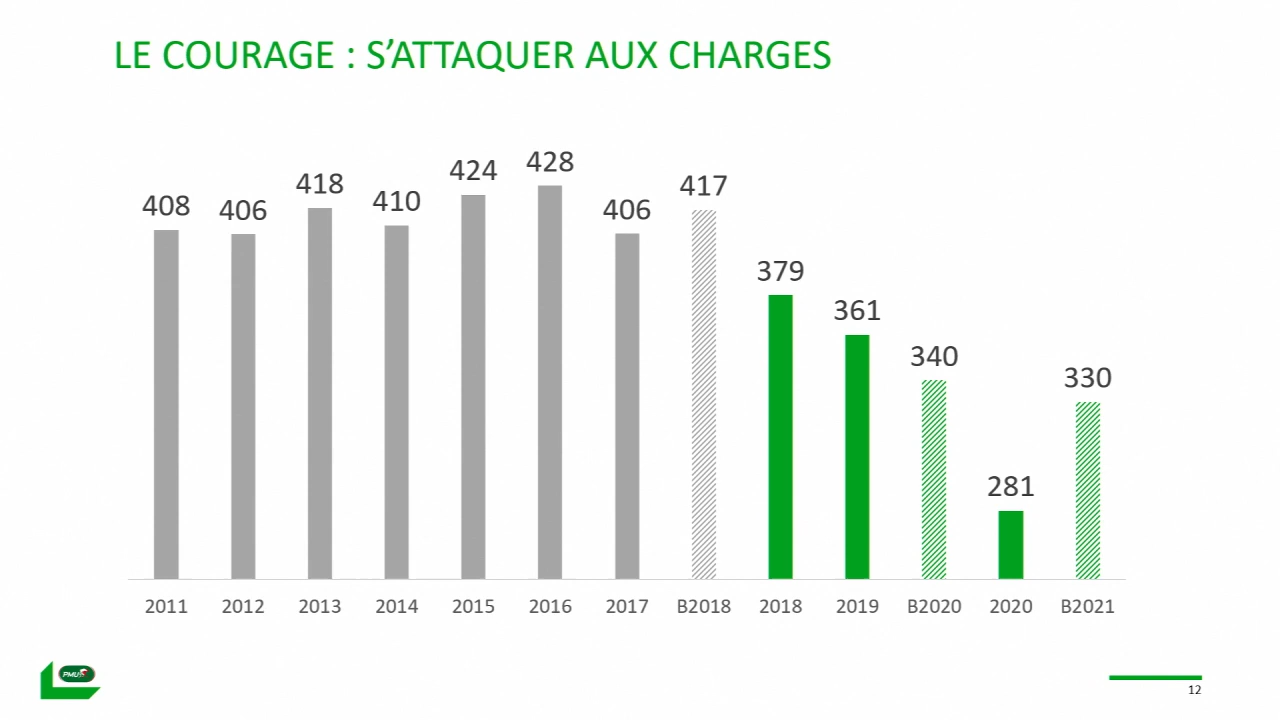 LE COURAGE : S’ATTAQUER AUX CHARGES
408 406 418 410 424 428 406 417 379 361 340 281 330
2011 2012 2013 2014 2015 2016 2017 B2018 2018 2019 B2020 2020 B2021
PMU
12